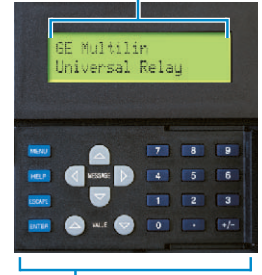 GE Multilin
Universal Relay
MENU 7 8 9
HELP MESSAGE 4 5 6
ESCAPE 1 2 3
ENTER VALUE 0 . +/-